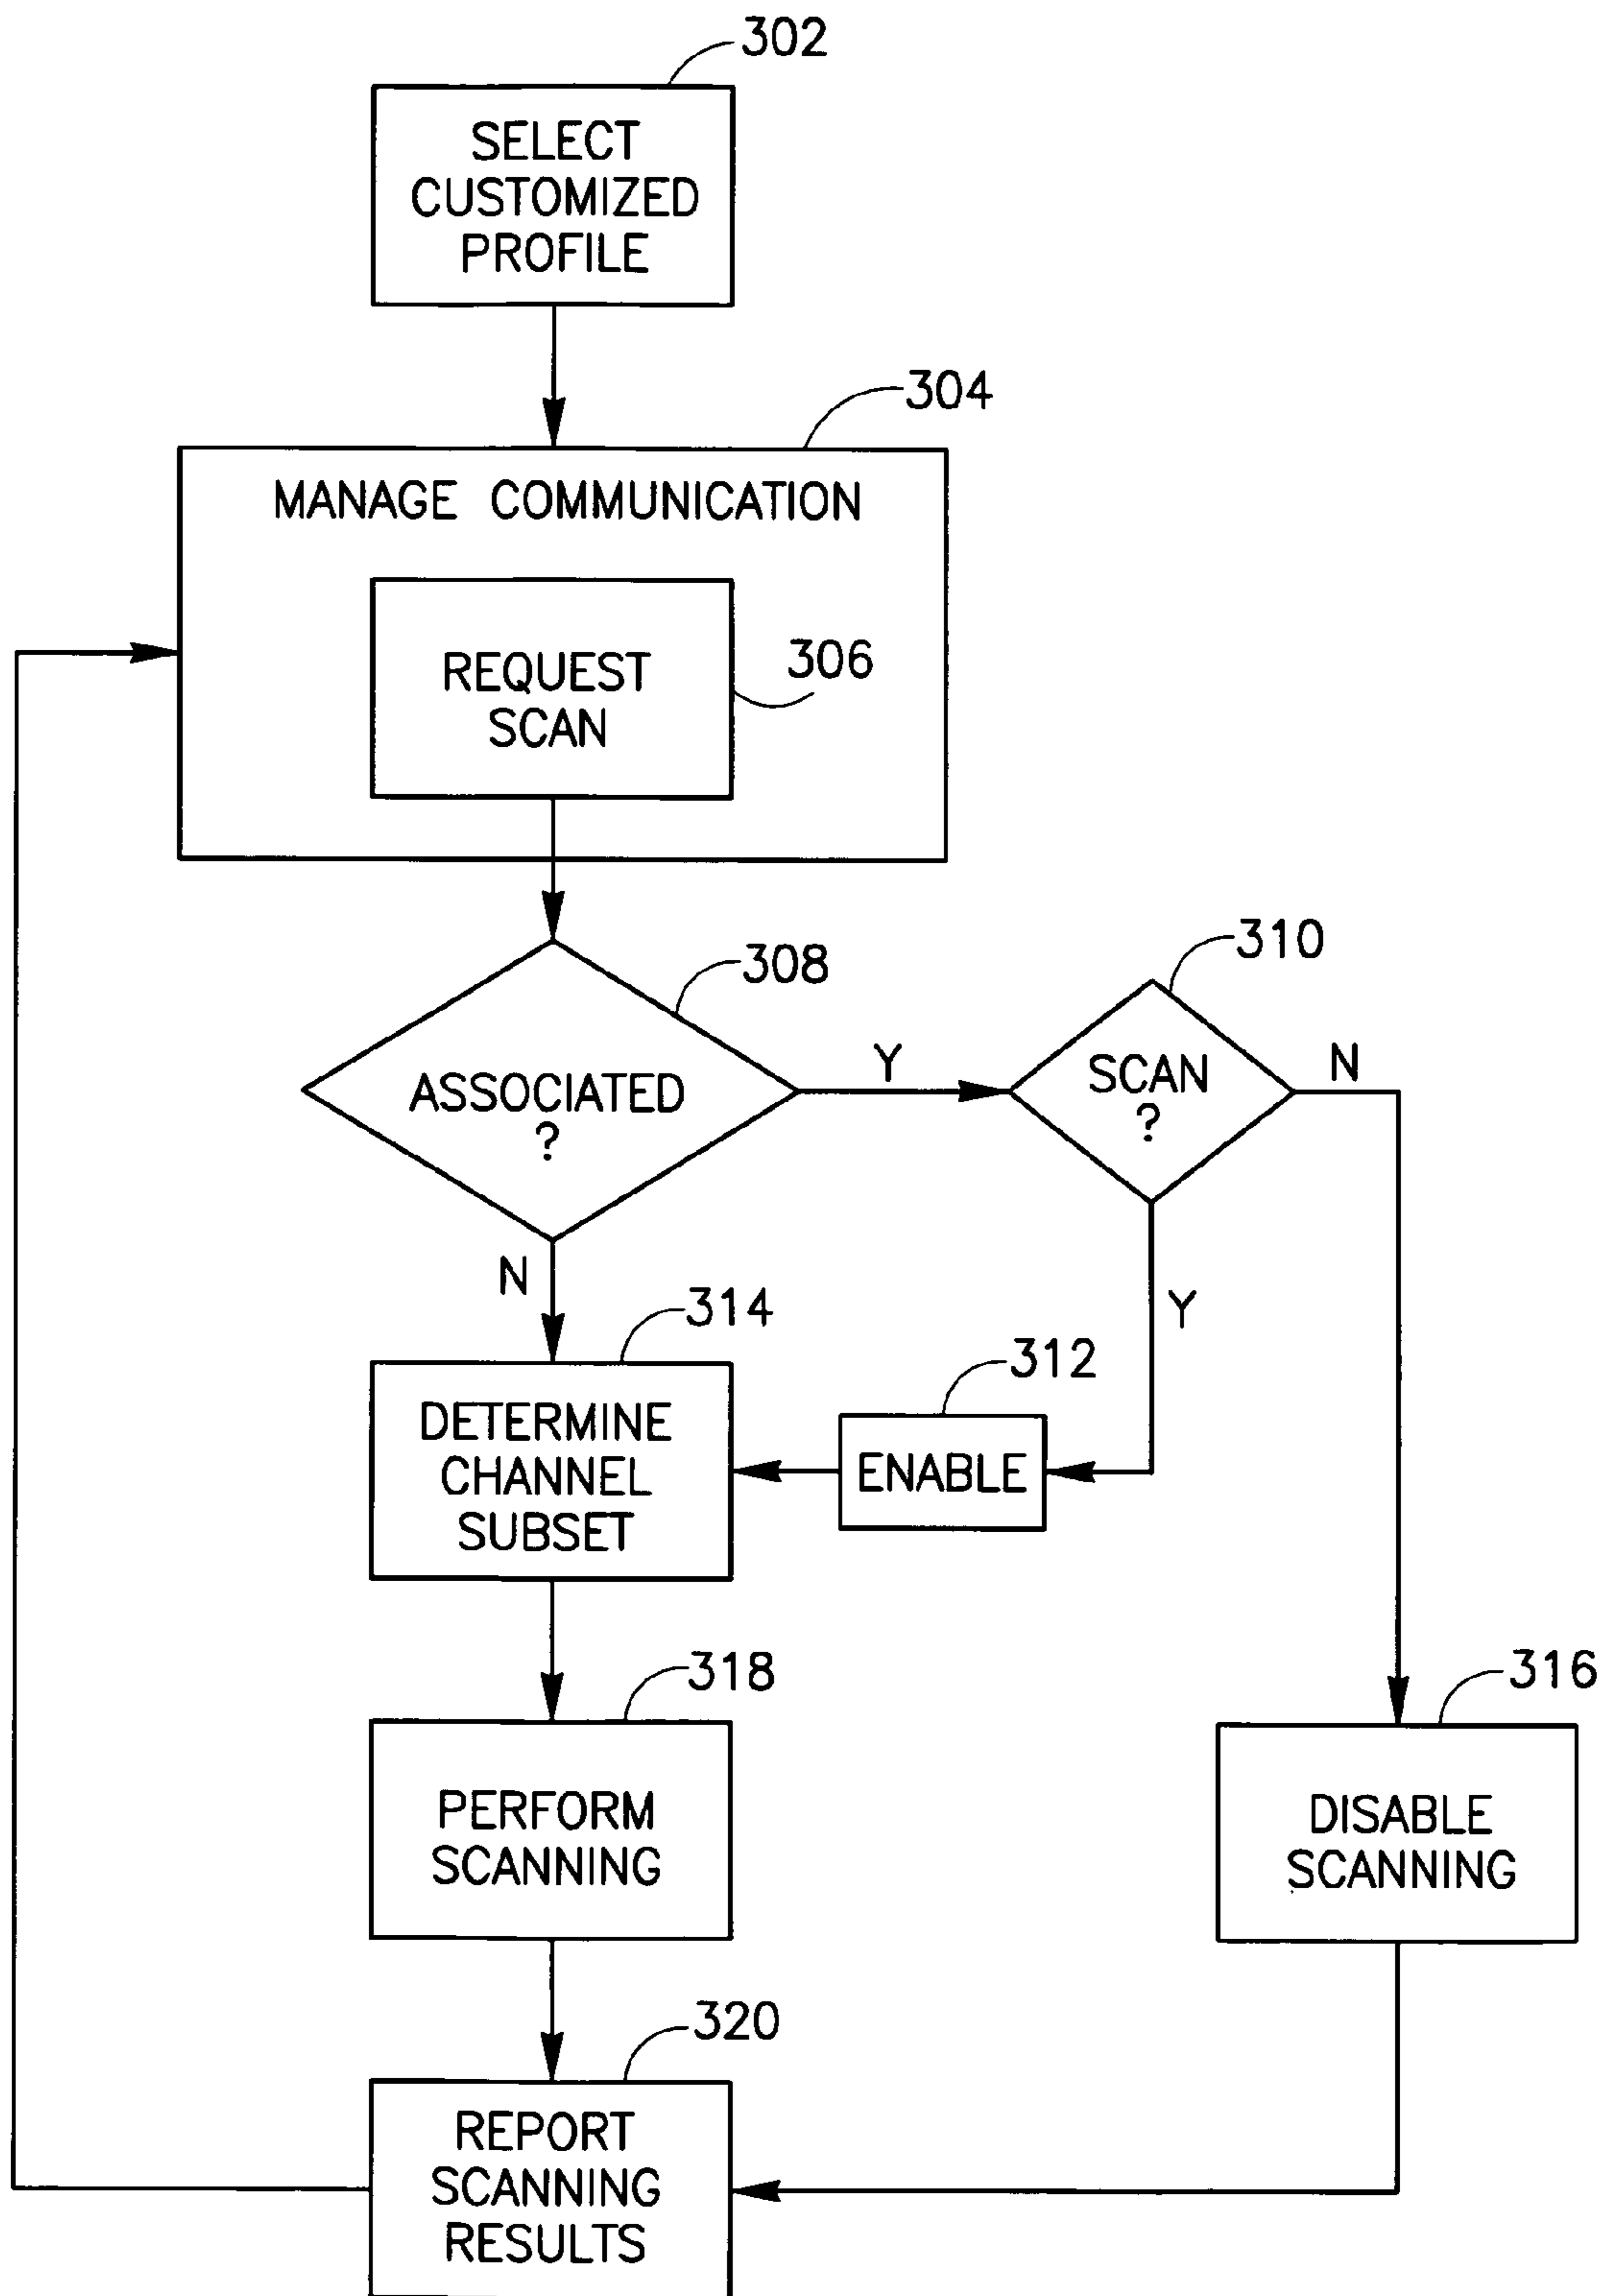 302
SELECT
CUSTOMIZED
PROFILE
304
MANAGE COMMUNICATION
REQUEST
SCAN
306
308
ASSOCIATED
?
Y
310
SCAN
?
N
N
Y
314
DETERMINE
CHANNEL
SUBSET
312
ENABLE
318
PERFORM
SCANNING
316
DISABLE
SCANNING
320
REPORT
SCANNING
RESULTS